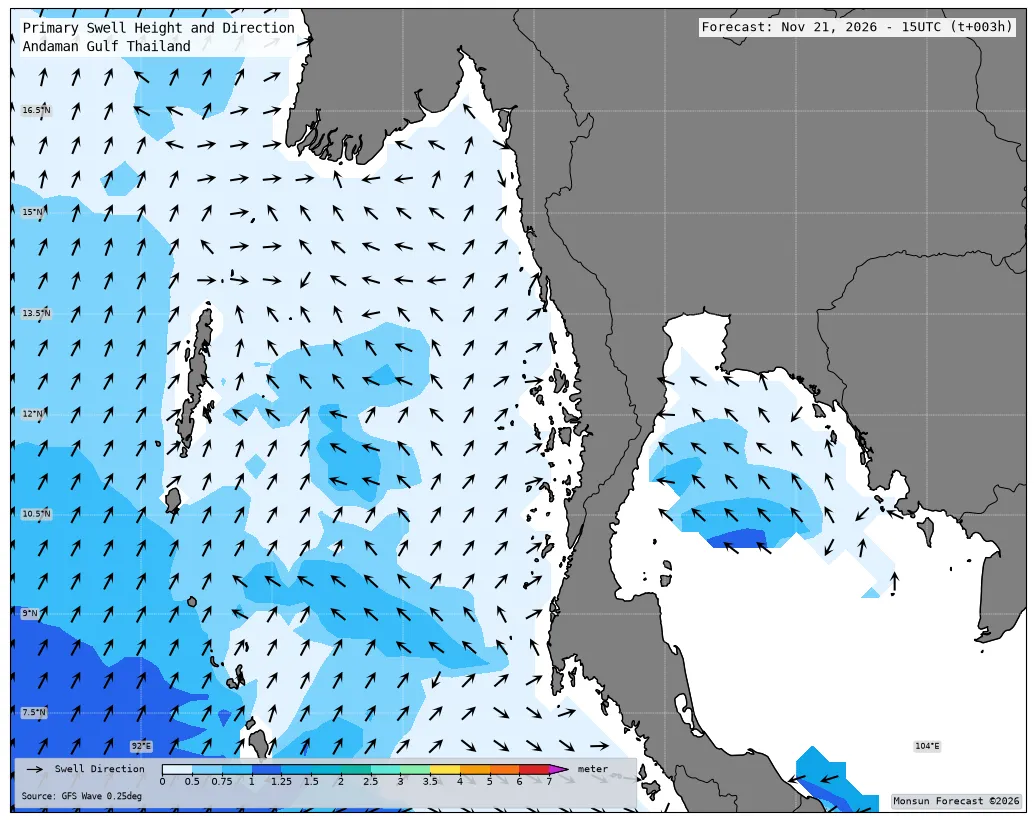 Primary Swell Height and Direction
Andaman Gulf Thailand
Forecast: Nov 21, 2026 - 15UTC (t+003h)
16.5°N
15°N
13.5°N
12°N
10.5°N
9°N
7.5°N
92°E
104°E
Swell Direction
0 0.5 0.75 1 1.25 1.5 2 2.5 3 3.5 4 5 6 7
meter
Source: GFS Wave 0.25deg
Monsun Forecast ©2026